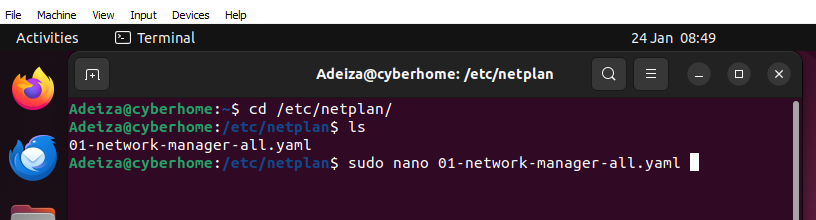 File Machine View Input Devices Help
Activities Terminal 24 Jan 08:49
Adeiza@cyberhome: /etc/netplan
Adeiza@cyberhome:~$ cd /etc/netplan/
Adeiza@cyberhome:/etc/netplan$ ls
01-network-manager-all.yaml
Adeiza@cyberhome:/etc/netplan$ sudo nano 01-network-manager-all.yaml